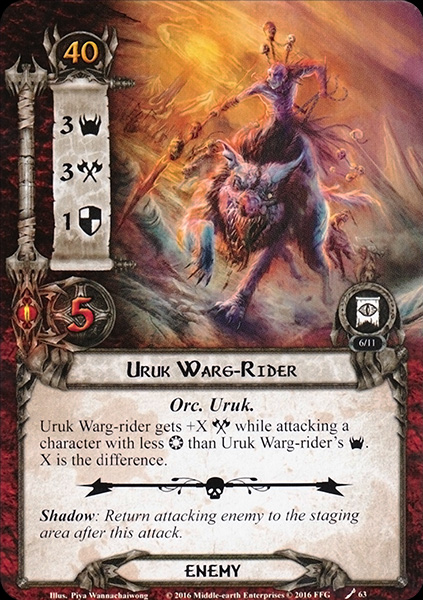 40
3
3
1
5
6/11
Uruk Warg-Rider
Orc. Uruk.
Uruk Warg-rider gets +X while attacking a
character with less than Uruk Warg-rider's .
X is the difference.
Shadow: Return attacking enemy to the staging
area after this attack.
ENEMY
Illus. Piya Wannachaiwong © 2016 Middle-earth Enterprises © 2016 FFG 63